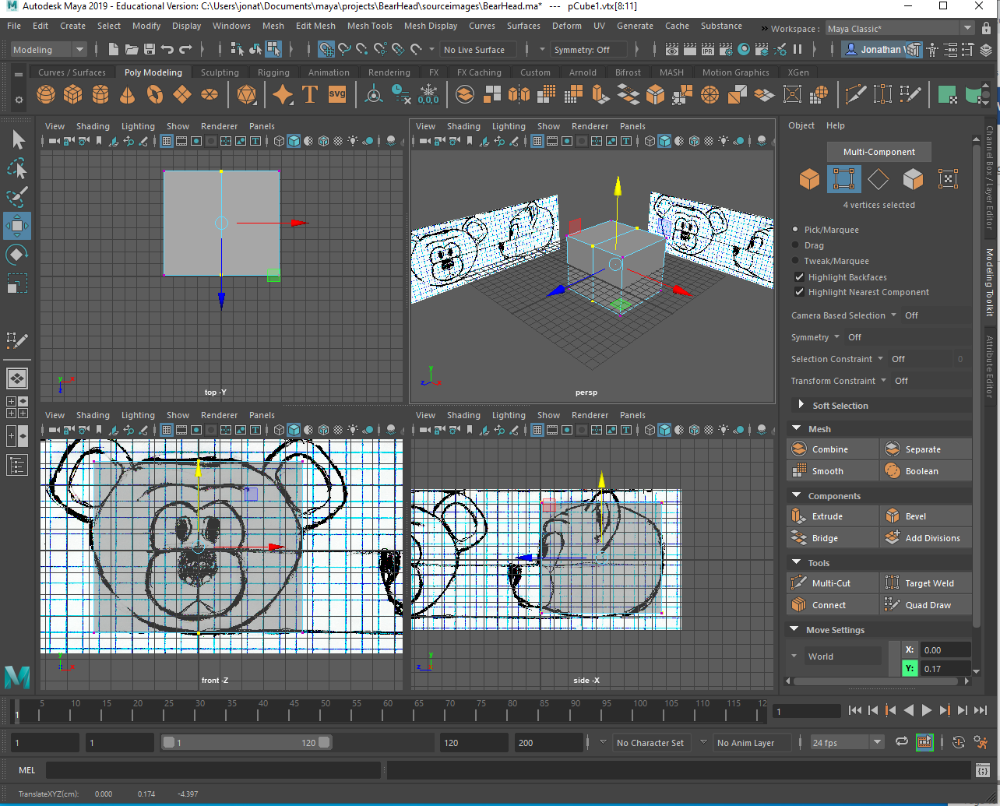 Autodesk Maya 2019 - Educational Version: C:\Users\jonat\Documents\maya\projects\BearHead\sourceimages\BearHead.ma*   ---   pCube1.vtx[8:11]
File Edit Create Select Modify Display Windows Mesh Edit Mesh Mesh Tools Mesh Display Curves Surfaces Deform UV Generate Cache Substance » Workspace : Maya Classic*
Modeling No Live Surface Symmetry: Off IPR Jonathan
Curves / Surfaces Poly Modeling Sculpting Rigging Animation Rendering FX FX Caching Custom Arnold Bifrost MASH Motion Graphics XGen
T svg 0,0,0
View Shading Lighting Show Renderer Panels
View Shading Lighting Show Renderer Panels
Object Help
Multi-Component
4 vertices selected
Pick/Marquee
Drag
Tweak/Marquee
Highlight Backfaces
Highlight Nearest Component
Camera Based Selection Off
Symmetry Off
Selection Constraint Off 0
Transform Constraint Off
Soft Selection
Mesh
Combine Separate
Smooth Boolean
Components
Extrude Bevel
Bridge Add Divisions
Tools
Multi-Cut Target Weld
Connect Quad Draw
Move Settings
World X: 0.00
Y: 0.17
Channel Box / Layer Editor
Modeling Toolkit
Attribute Editor
y x z
top -Y
y z x
persp
View Shading Lighting Show Renderer Panels
View Shading Lighting Show Renderer Panels
y z x
front -Z
y z
side -X
5 10 15 20 25 30 35 40 45 50 55 60 65 70 75 80 85 90 95 100 105 110 115 12
1 1
1 1 1 120 120 200 No Character Set No Anim Layer 24 fps
MEL
TranslateXYZ(cm): 0.000 0.174 -4.397